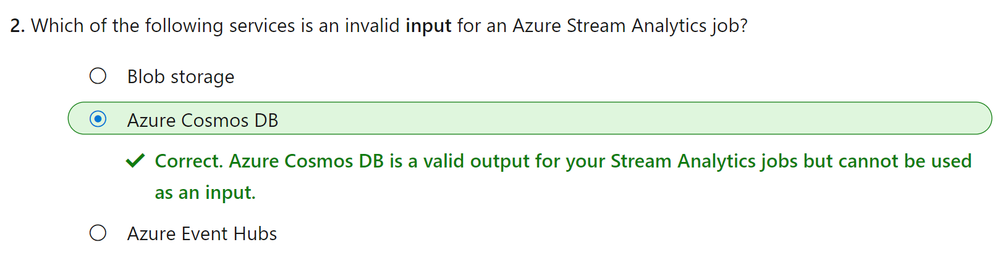 2. Which of the following services is an invalid input for an Azure Stream Analytics job?
Blob storage
Azure Cosmos DB
Correct. Azure Cosmos DB is a valid output for your Stream Analytics jobs but cannot be used
as an input.
Azure Event Hubs